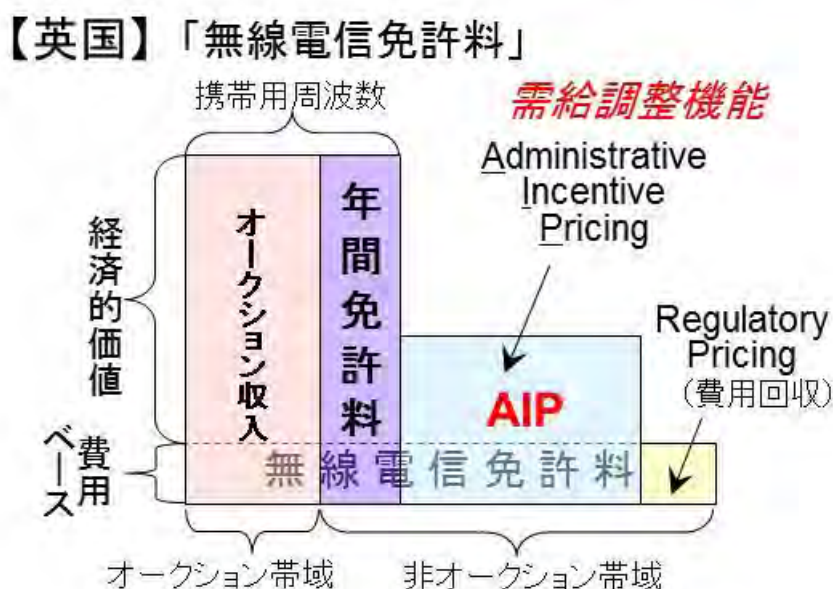 【英国】「無線電信免許料」
携帯用周波数
需給調整機能
Administrative
Incentive
Pricing
経済的価値
オークション収入
年間免許料
AIP
Regulatory
Pricing
(費用回収)
費用
ベース
無線電信免許料
オークション帯域
非オークション帯域